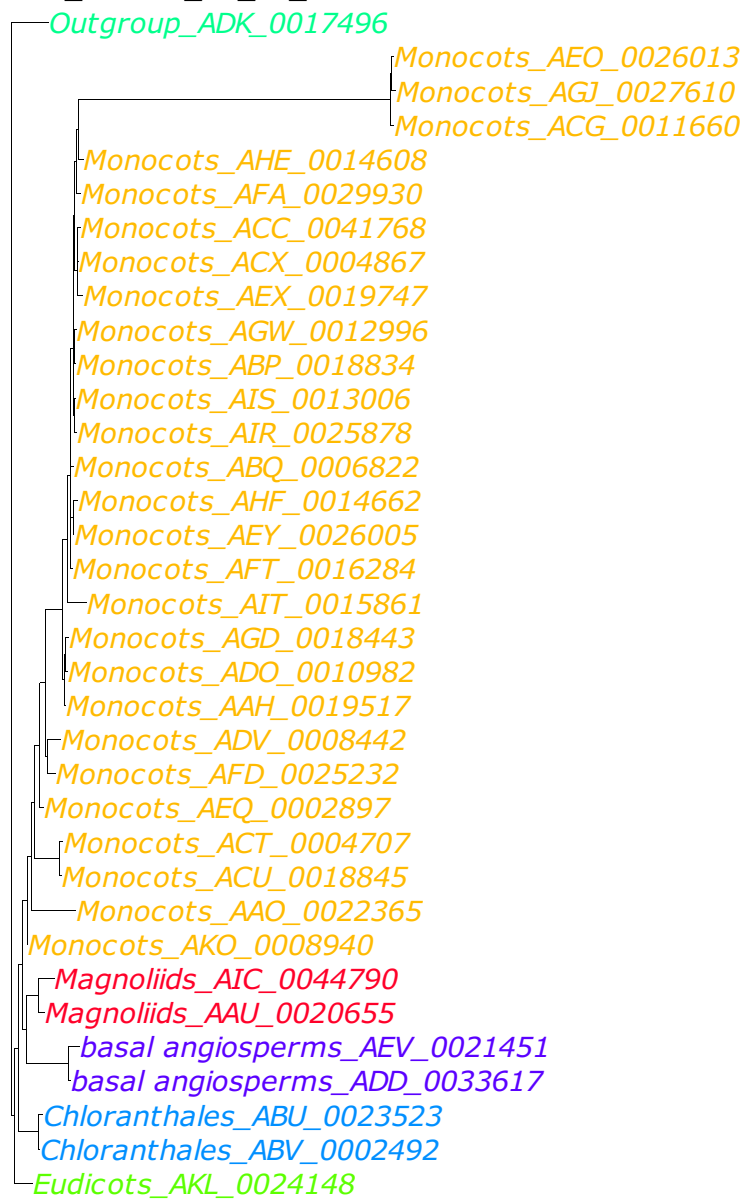 Outgroup_ADK_0017496
Monocots_AEO_0026013
Monocots_AGJ_0027610
Monocots_ACG_0011660
Monocots_AHE_0014608
Monocots_AFA_0029930
Monocots_ACC_0041768
Monocots_ACX_0004867
Monocots_AEX_0019747
Monocots_AGW_0012996
Monocots_ABP_0018834
Monocots_AIS_0013006
Monocots_AIR_0025878
Monocots_ABQ_0006822
Monocots_AHF_0014662
Monocots_AEY_0026005
Monocots_AFT_0016284
Monocots_AIT_0015861
Monocots_AGD_0018443
Monocots_ADO_0010982
Monocots_AAH_0019517
Monocots_ADV_0008442
Monocots_AFD_0025232
Monocots_AEQ_0002897
Monocots_ACT_0004707
Monocots_ACU_0018845
Monocots_AAO_0022365
Monocots_AKO_0008940
Magnoliids_AIC_0044790
Magnoliids_AAU_0020655
basal angiosperms_AEV_0021451
basal angiosperms_ADD_0033617
Chloranthales_ABU_0023523
Chloranthales_ABV_0002492
Eudicots_AKL_0024148